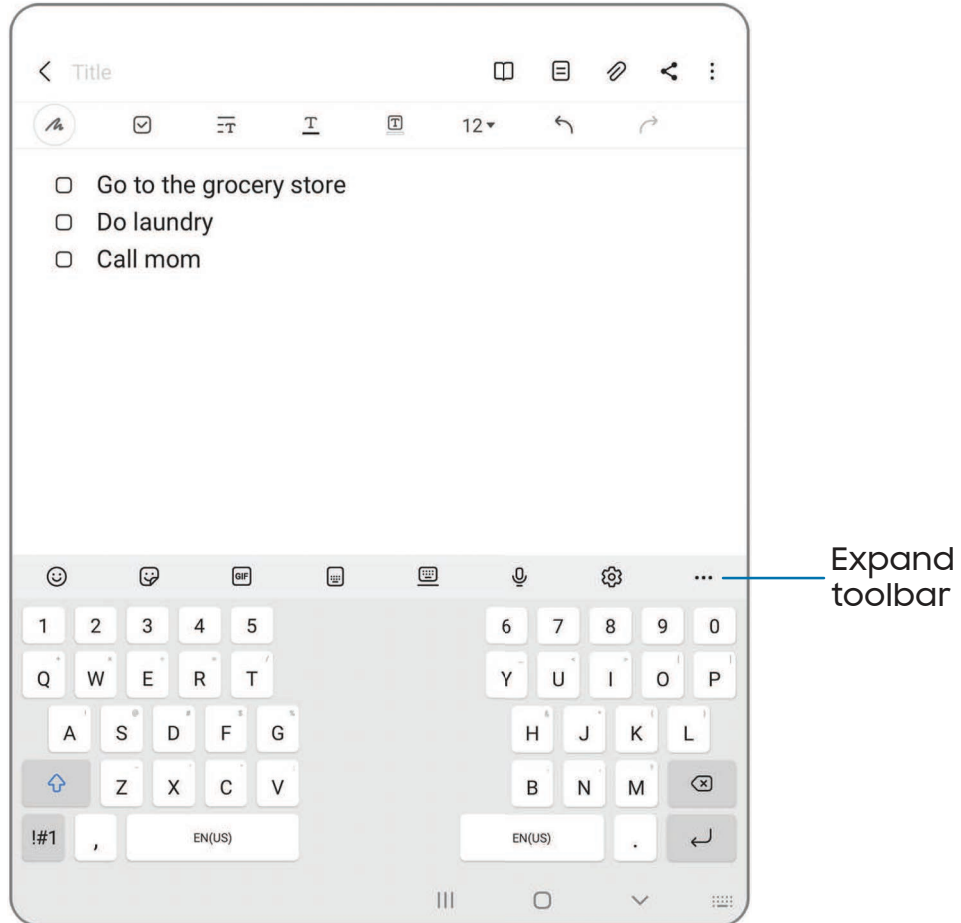 Title
12
Go to the grocery store
Do laundry
Call mom
GIF
Expand
toolbar
1 2 3 4 5 6 7 8 9 0
Q W E R T Y U I O P
A S D F G H J K L
Z X C V B N M
!#1 , EN(US) EN(US) .